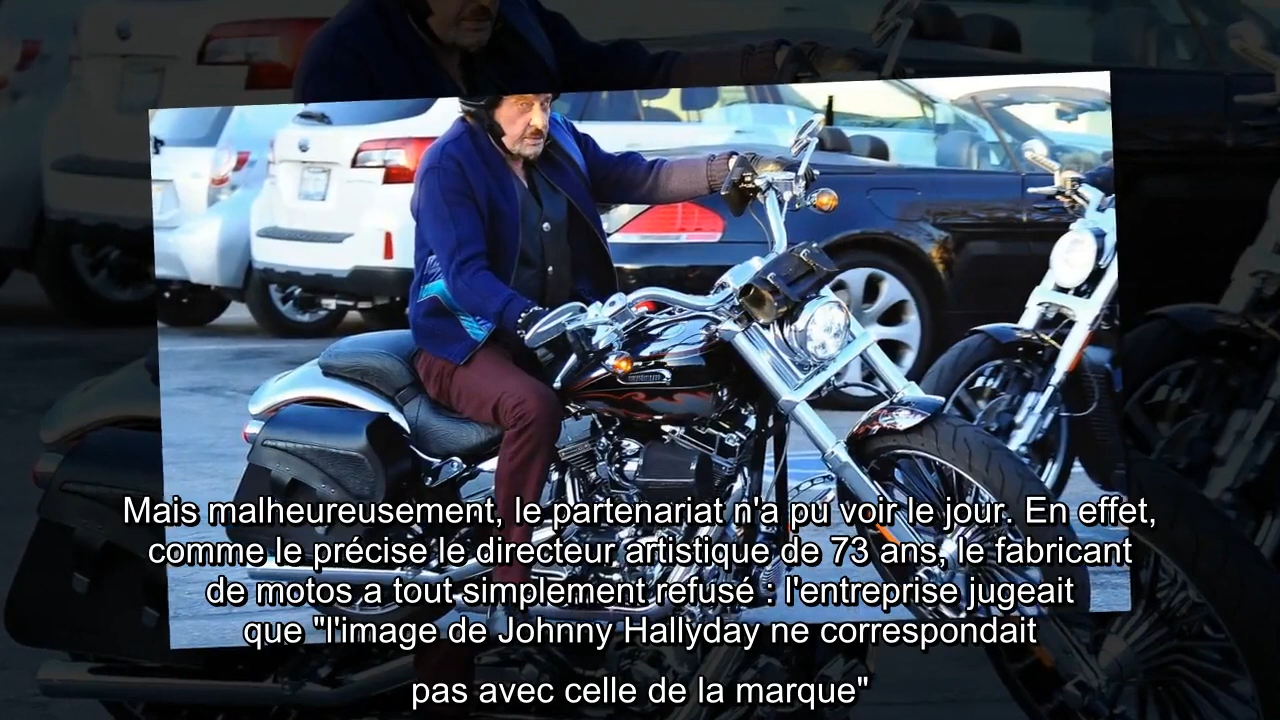 Mais malheureusement, le partenariat n'a pu voir le jour. En effet,
comme le précise le directeur artistique de 73 ans, le fabricant
de motos a tout simplement refusé : l'entreprise jugeait
que "l'image de Johnny Hallyday ne correspondait
pas avec celle de la marque"